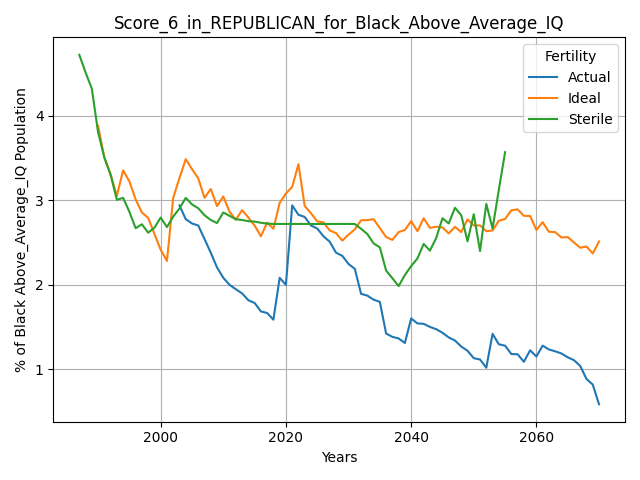 Score_6_in_REPUBLICAN_for_Black_Above_Average_IQ
% of Black Above_Average_IQ Population
4
3
2
1
Fertility
Actual
Ideal
Sterile
2000
2020
2040
2060
Years